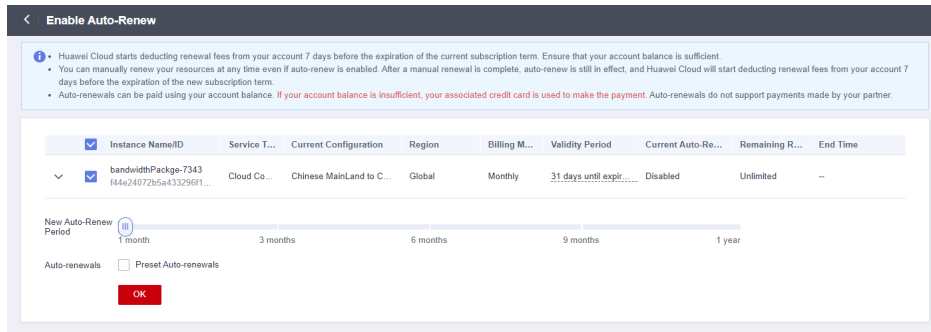 Enable Auto-Renew
Huawei Cloud starts deducting renewal fees from your account 7 days before the expiration of the current subscription term. Ensure that your account balance is sufficient.
You can manually renew your resources at any time even if auto-renew is enabled. After a manual renewal is complete, auto-renew is still in effect, and Huawei Cloud will start deducting renewal fees from your account 7
days before the expiration of the new subscription term.
Auto-renewals can be paid using your account balance. If your account balance is insufficient, your associated credit card is used to make the payment. Auto-renewals do not support payments made by your partner.
Instance Name/ID Service T... Current Configuration Region Billing M... Validity Period Current Auto-Re... Remaining R... End Time
bandwidthPackge-7343
f44e24072b5a433296f1... Cloud Co... Chinese MainLand to C... Global Monthly 31 days until expir... Disabled Unlimited --
New Auto-Renew
Period
1 month 3 months 6 months 9 months 1 year
Auto-renewals Preset Auto-renewals
OK